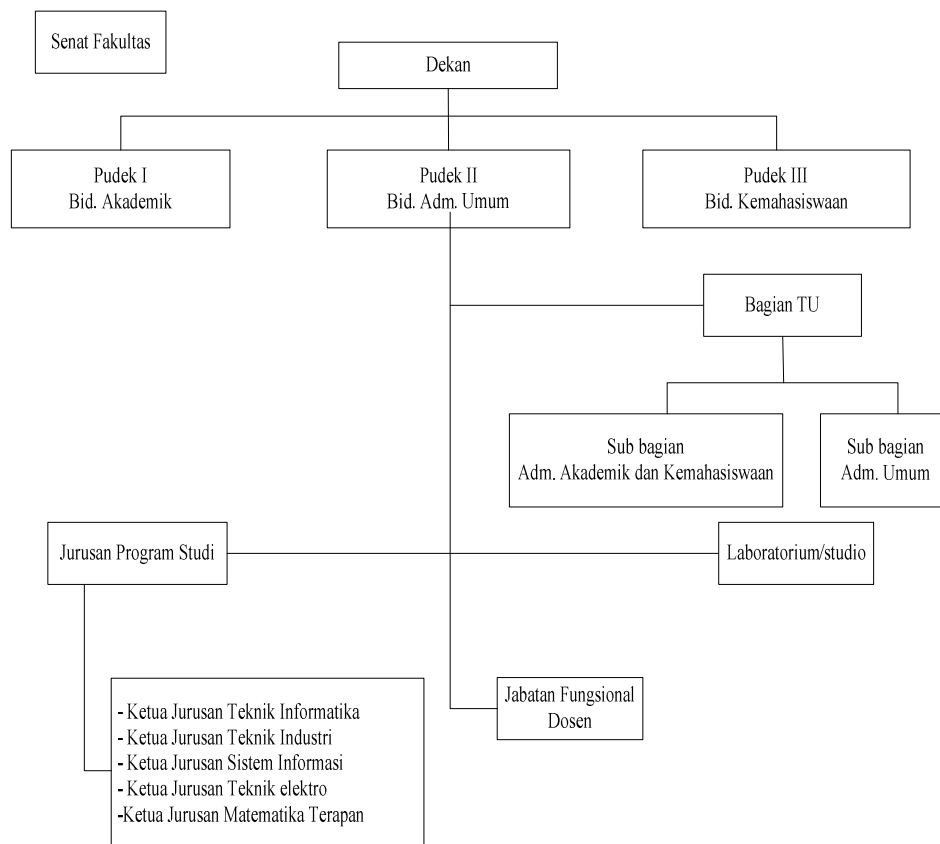 Senat Fakultas
Dekan
Pudek I
Bid. Akademik
Pudek II
Bid. Adm. Umum
Pudek III
Bid. Kemahasiswaan
Bagian TU
Sub bagian
Adm. Akademik dan Kemahasiswaan
Sub bagian
Adm. Umum
Jurusan Program Studi
Laboratorium/studio
- Ketua Jurusan Teknik Informatika
- Ketua Jurusan Teknik Industri
- Ketua Jurusan Sistem Informasi
- Ketua Jurusan Teknik elektro
-Ketua Jurusan Matematika Terapan
Jabatan Fungsional
Dosen